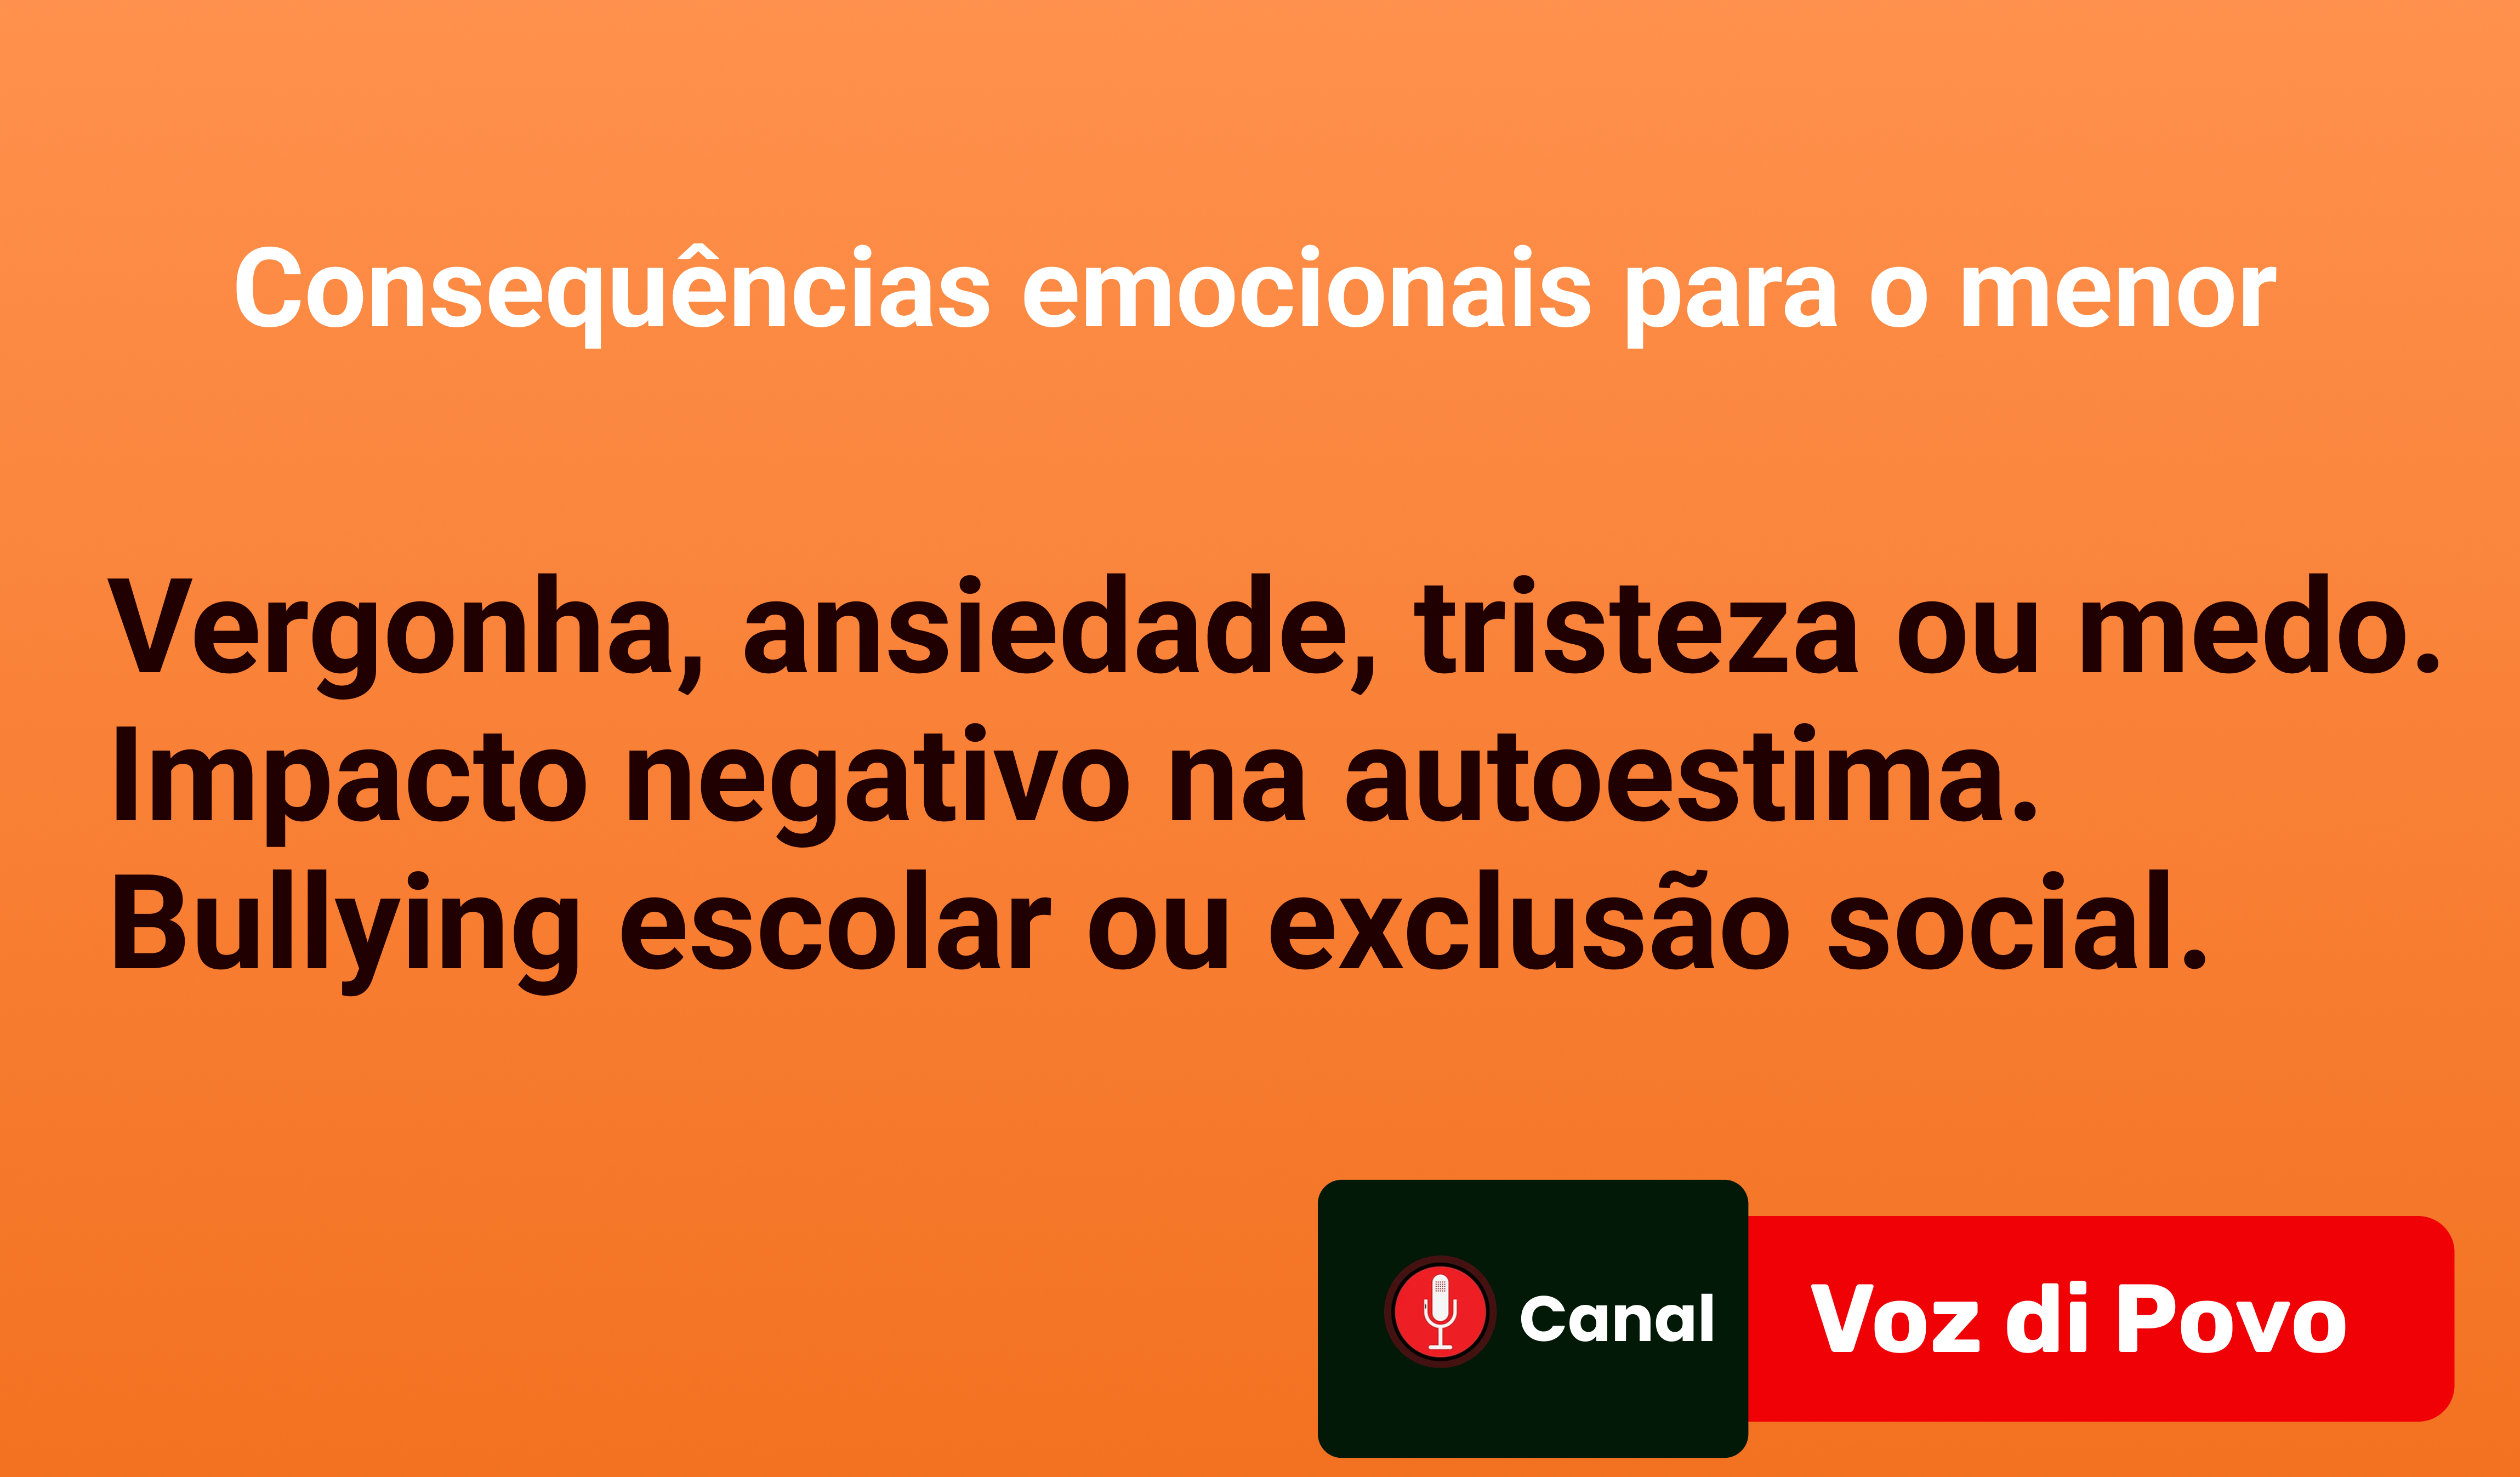 Consequências emocionais para o menor
Vergonha, ansiedade, tristeza ou medo.
Impacto negativo na autoestima.
Bullying escolar ou exclusão social.
Canal Voz di Povo